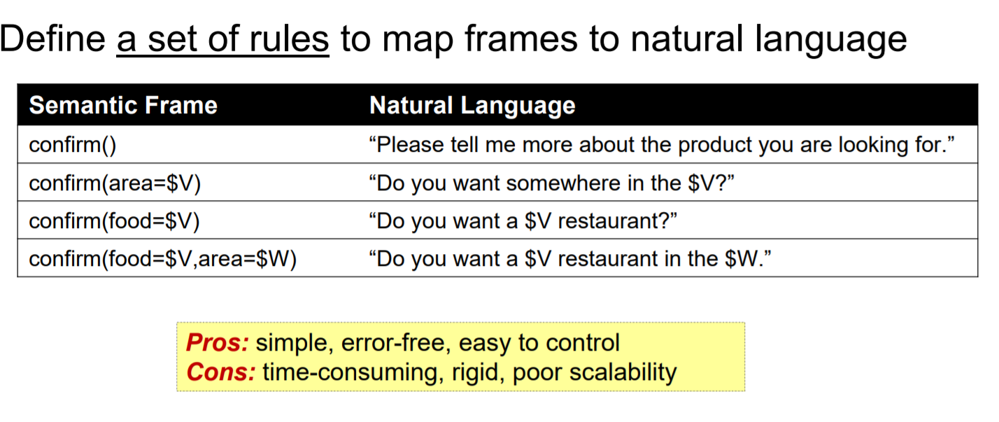 Define a set of rules to map frames to natural language
Semantic Frame Natural Language
confirm() “Please tell me more about the product you are looking for.”
confirm(area=$V) “Do you want somewhere in the $V?”
confirm(food=$V) “Do you want a $V restaurant?”
confirm(food=$V,area=$W) “Do you want a $V restaurant in the $W.”
Pros: simple, error-free, easy to control
Cons: time-consuming, rigid, poor scalability